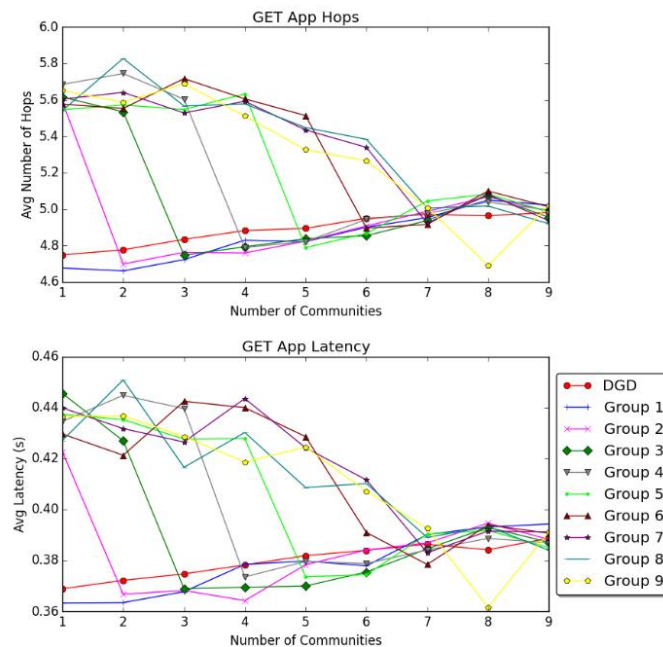 GET App Hops
6.0
5.8
5.6
5.4
5.2
5.0
4.8
4.6
Avg Number of Hops
1 2 3 4 5 6 7 8 9
Number of Communities
GET App Latency
0.46
0.44
0.42
0.40
0.38
0.36
Avg Latency (s)
1 2 3 4 5 6 7 8 9
Number of Communities
DGD
Group 1
Group 2
Group 3
Group 4
Group 5
Group 6
Group 7
Group 8
Group 9